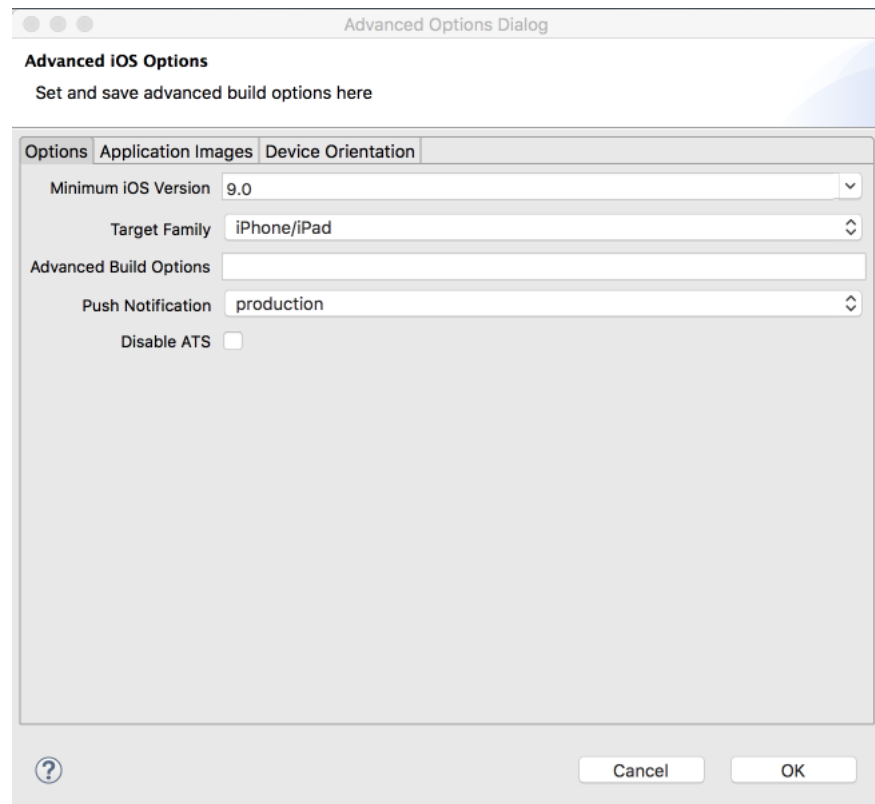 Advanced Options Dialog
Advanced iOS Options
Set and save advanced build options here
Options Application Images Device Orientation
Minimum iOS Version 9.0
Target Family iPhone/iPad
Advanced Build Options
Push Notification production
Disable ATS
? Cancel OK